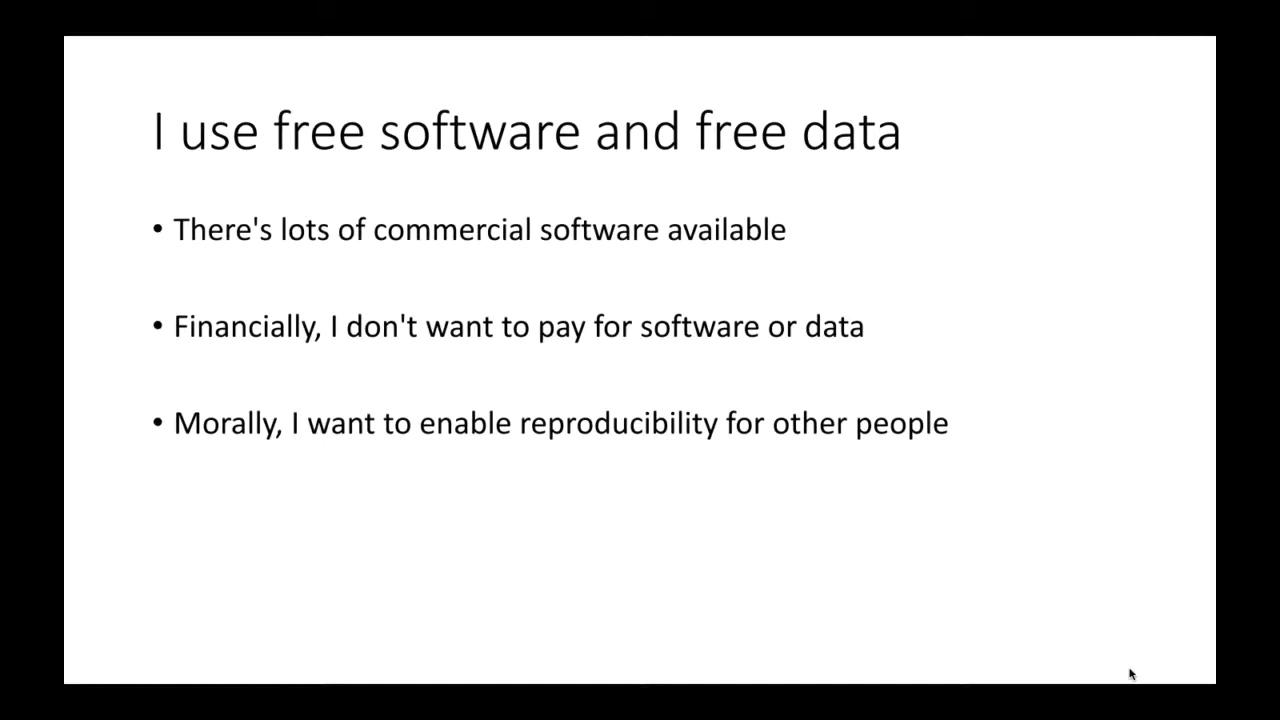 I use free software and free data
• There's lots of commercial software available
• Financially, I don't want to pay for software or data
• Morally, I want to enable reproducibility for other people